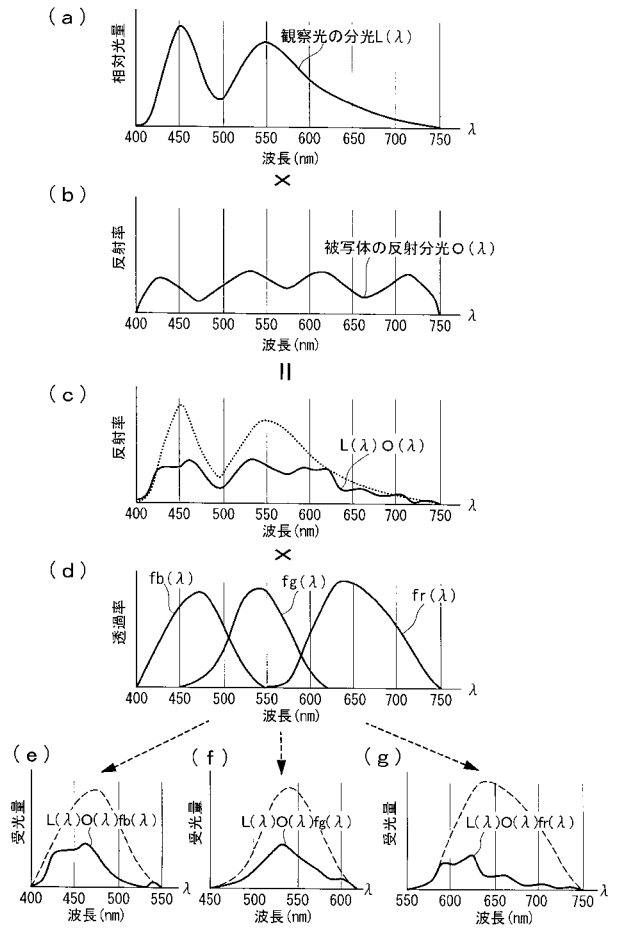 (a)
相対光量
観察光の分光L(λ)
400 450 500 550 600 650 700 750 λ
波長(nm)
×
(b)
反射率
被写体の反射分光O(λ)
400 450 500 550 600 650 700 750 λ
波長(nm)
=
(c)
反射率
L(λ)O(λ)
400 450 500 550 600 650 700 750 λ
波長(nm)
×
(d)
透過率
fb(λ)
fg(λ)
fr(λ)
400 450 500 550 600 650 700 750 λ
波長(nm)
(e)
受光量
L(λ)O(λ)fb(λ)
400 450 500 550 λ
波長(nm)
(f)
受光量
L(λ)O(λ)fg(λ)
450 500 550 600 λ
波長(nm)
(g)
受光量
L(λ)O(λ)fr(λ)
550 600 650 700 750 λ
波長(nm)